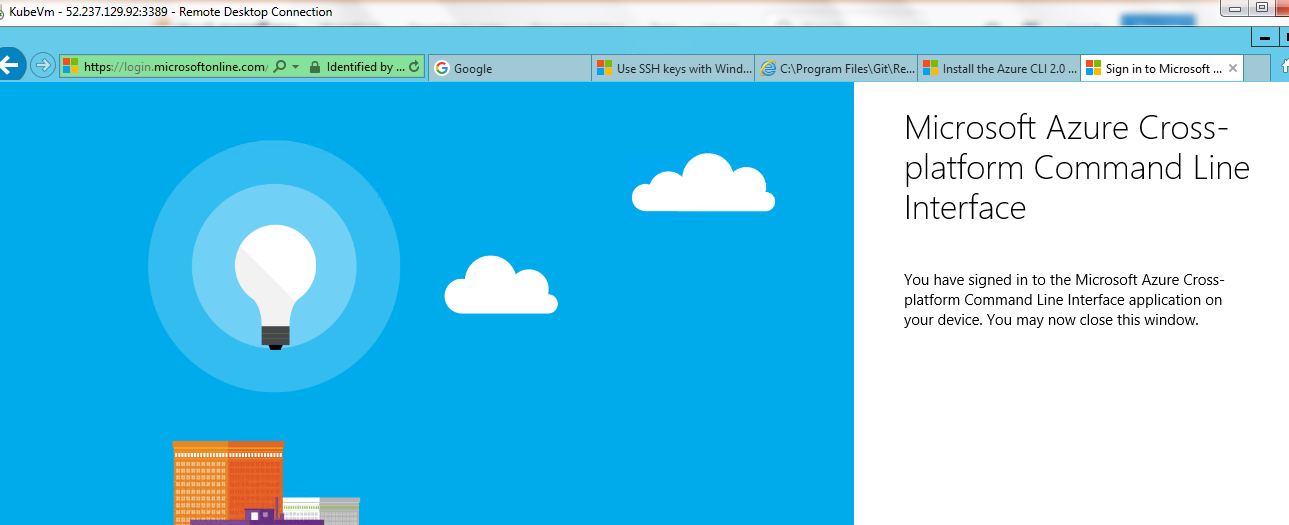 KubeVm - 52.237.129.92:3389 - Remote Desktop Connection
https://login.microsoftonline.com/ Identified by ... Google Use SSH keys with Wind... C:\Program Files\Git\Re... Install the Azure CLI 2.0 ... Sign in to Microsoft ...
Microsoft Azure Cross-
platform Command Line
Interface
You have signed in to the Microsoft Azure Cross-
platform Command Line Interface application on
your device. You may now close this window.